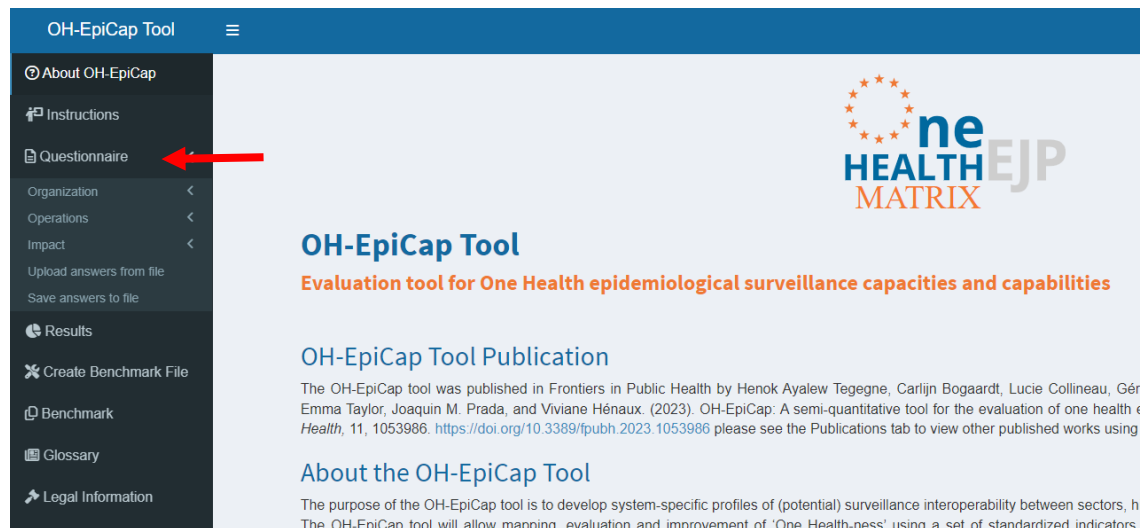 OH-EpiCap Tool
About OH-EpiCap
Instructions
Questionnaire
Organization
Operations
Impact
Upload answers from file
Save answers to file
Results
Create Benchmark File
Benchmark
Glossary
Legal Information
One
HEALTH EJP
MATRIX
OH-EpiCap Tool
Evaluation tool for One Health epidemiological surveillance capacities and capabilities
OH-EpiCap Tool Publication
The OH-EpiCap tool was published in Frontiers in Public Health by Henok Ayalew Tegegne, Carlijn Bogaardt, Lucie Collineau,
Emma Taylor, Joaquin M. Prada, and Viviane Hénaux. (2023). OH-EpiCap: A semi-quantitative tool for the evaluation of one health
Health, 11, 1053986. https://doi.org/10.3389/fpubh.2023.1053986 please see the Publications tab to view other published works using
About the OH-EpiCap Tool
The purpose of the OH-EpiCap tool is to develop system-specific profiles of (potential) surveillance interoperability between sectors,
The OH-EpiCap tool will allow mapping, evaluation and improvement of 'One Health-ness' using a set of standardized indicators